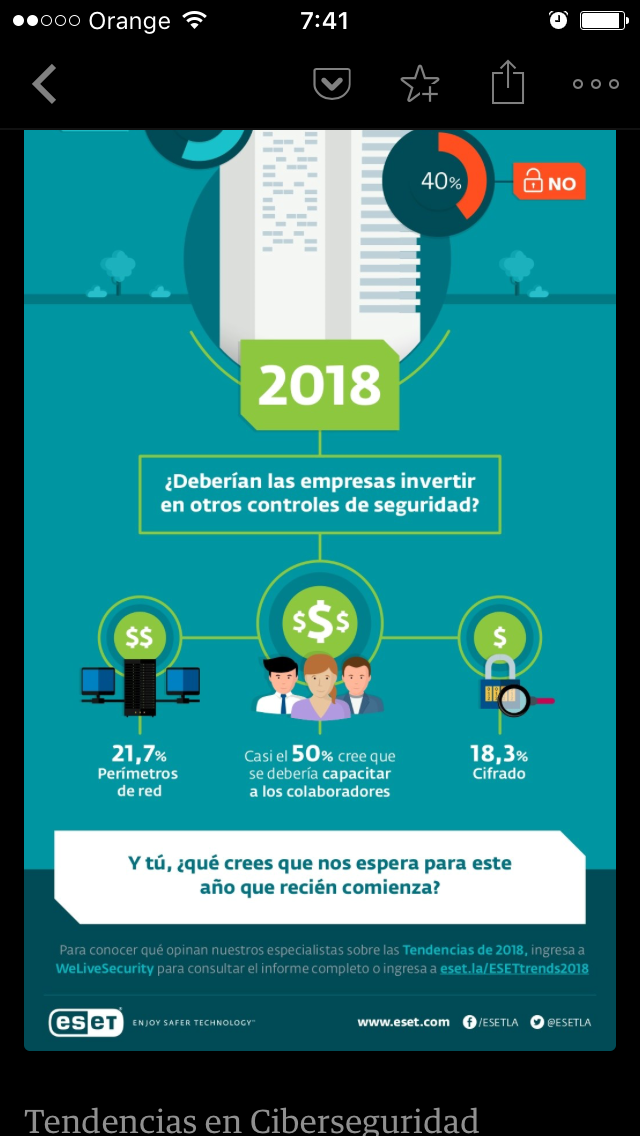 Orange
7:41
40%
NO
2018
¿Deberían las empresas invertir
en otros controles de seguridad?
$$
$$$
$
21,7%
Perímetros
de red
Casi el 50% cree que
se debería capacitar
a los colaboradores
18,3%
Cifrado
Y tú, ¿qué crees que nos espera para este
año que recién comienza?
Para conocer qué opinan nuestros especialistas sobre las Tendencias de 2018, ingresa a
WeLiveSecurity para consultar el informe completo o ingresa a eset.la/ESETtrends2018
eseT ENJOY SAFER TECHNOLOGY™
www.eset.com /ESETLA @ESETLA
Tendencias en Ciberseguridad